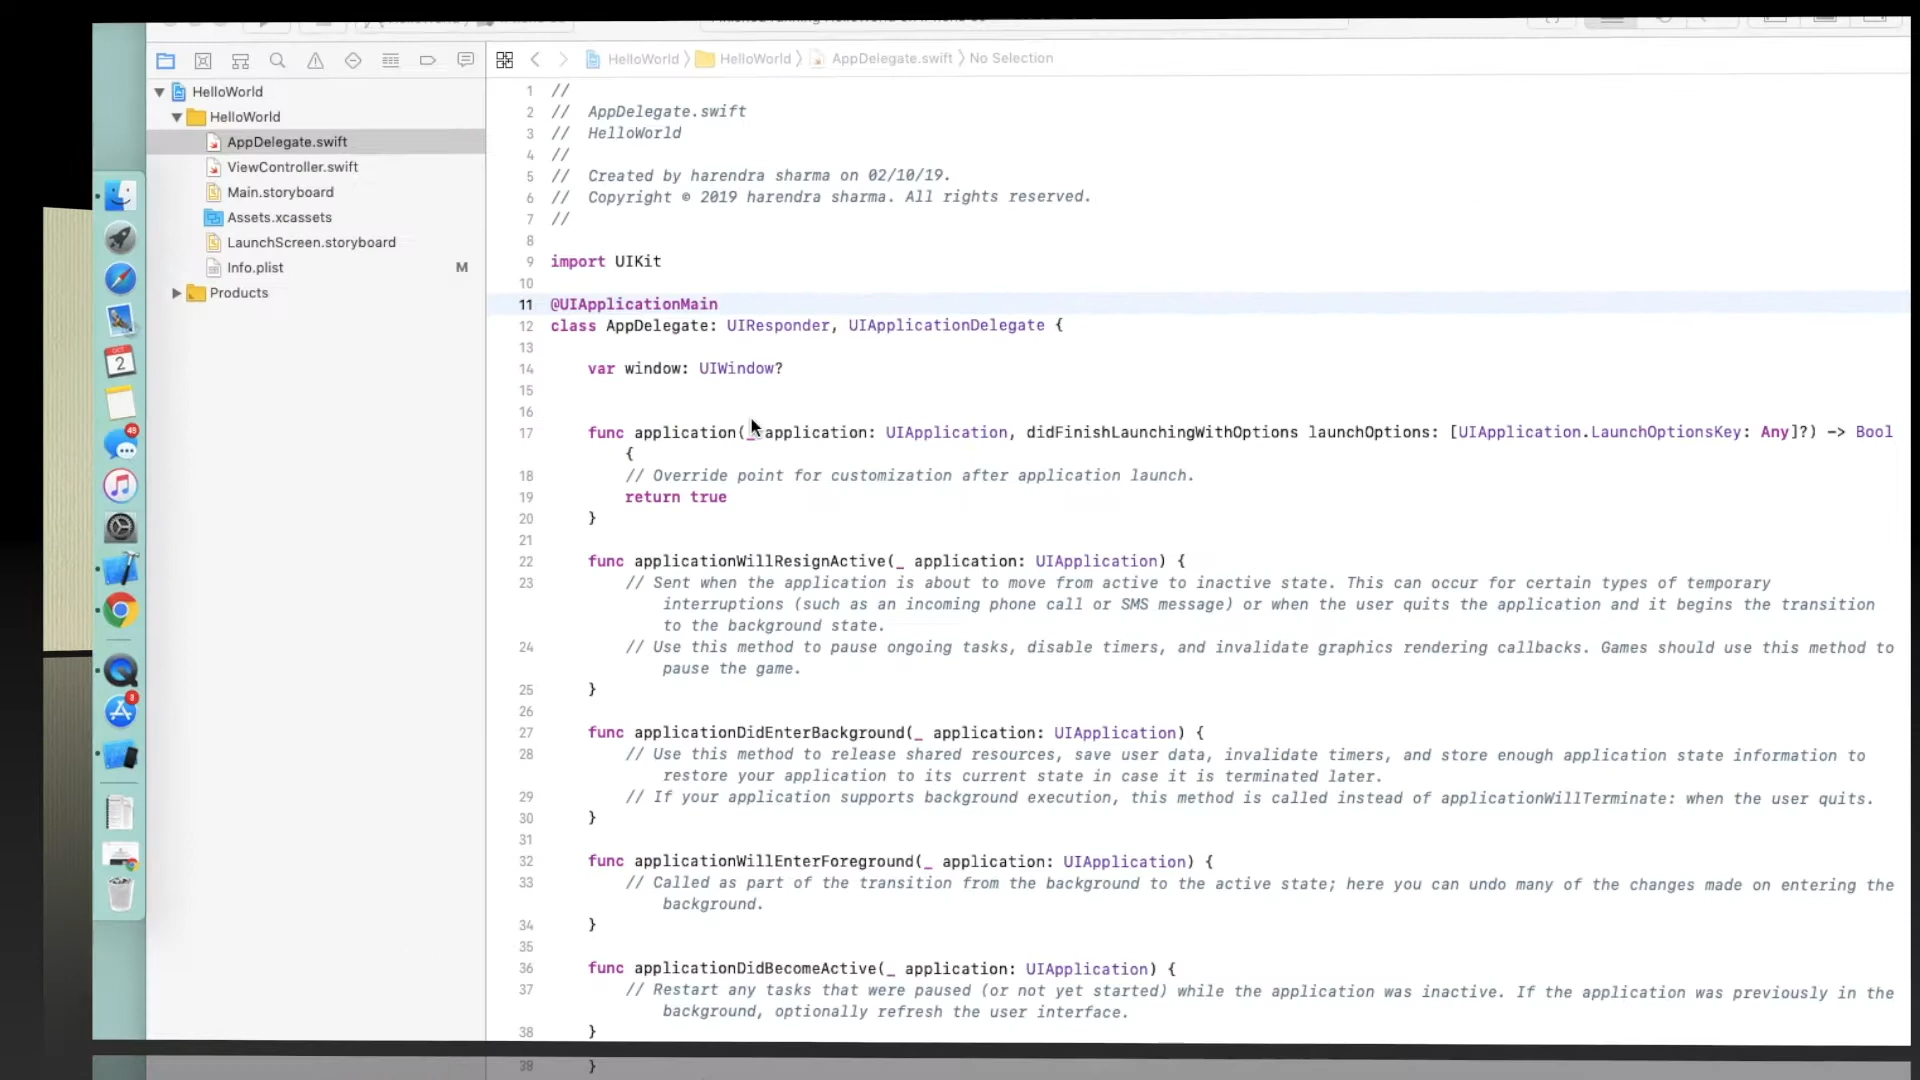 HelloWorld
HelloWorld
AppDelegate.swift
ViewController.swift
Main.storyboard
Assets.xcassets
LaunchScreen.storyboard
Info.plist M
Products
OCT
2
49
3
HelloWorld 〉 HelloWorld 〉 AppDelegate.swift 〉 No Selection
1 //
2 //  AppDelegate.swift
3 //  HelloWorld
4 //
5 //  Created by harendra sharma on 02/10/19.
6 //  Copyright © 2019 harendra sharma. All rights reserved.
7 //
8
9 import UIKit
10
11 @UIApplicationMain
12 class AppDelegate: UIResponder, UIApplicationDelegate {
13
14 var window: UIWindow?
15
16
17 func application(_ application: UIApplication, didFinishLaunchingWithOptions launchOptions: [UIApplication.LaunchOptionsKey: Any]?) -> Bool
{
18 // Override point for customization after application launch.
19 return true
20 }
21
22 func applicationWillResignActive(_ application: UIApplication) {
23 // Sent when the application is about to move from active to inactive state. This can occur for certain types of temporary
interruptions (such as an incoming phone call or SMS message) or when the user quits the application and it begins the transition
to the background state.
24 // Use this method to pause ongoing tasks, disable timers, and invalidate graphics rendering callbacks. Games should use this method to
pause the game.
25 }
26
27 func applicationDidEnterBackground(_ application: UIApplication) {
28 // Use this method to release shared resources, save user data, invalidate timers, and store enough application state information to
restore your application to its current state in case it is terminated later.
29 // If your application supports background execution, this method is called instead of applicationWillTerminate: when the user quits.
30 }
31
32 func applicationWillEnterForeground(_ application: UIApplication) {
33 // Called as part of the transition from the background to the active state; here you can undo many of the changes made on entering the
background.
34 }
35
36 func applicationDidBecomeActive(_ application: UIApplication) {
37 // Restart any tasks that were paused (or not yet started) while the application was inactive. If the application was previously in the
background, optionally refresh the user interface.
38 }
38 }